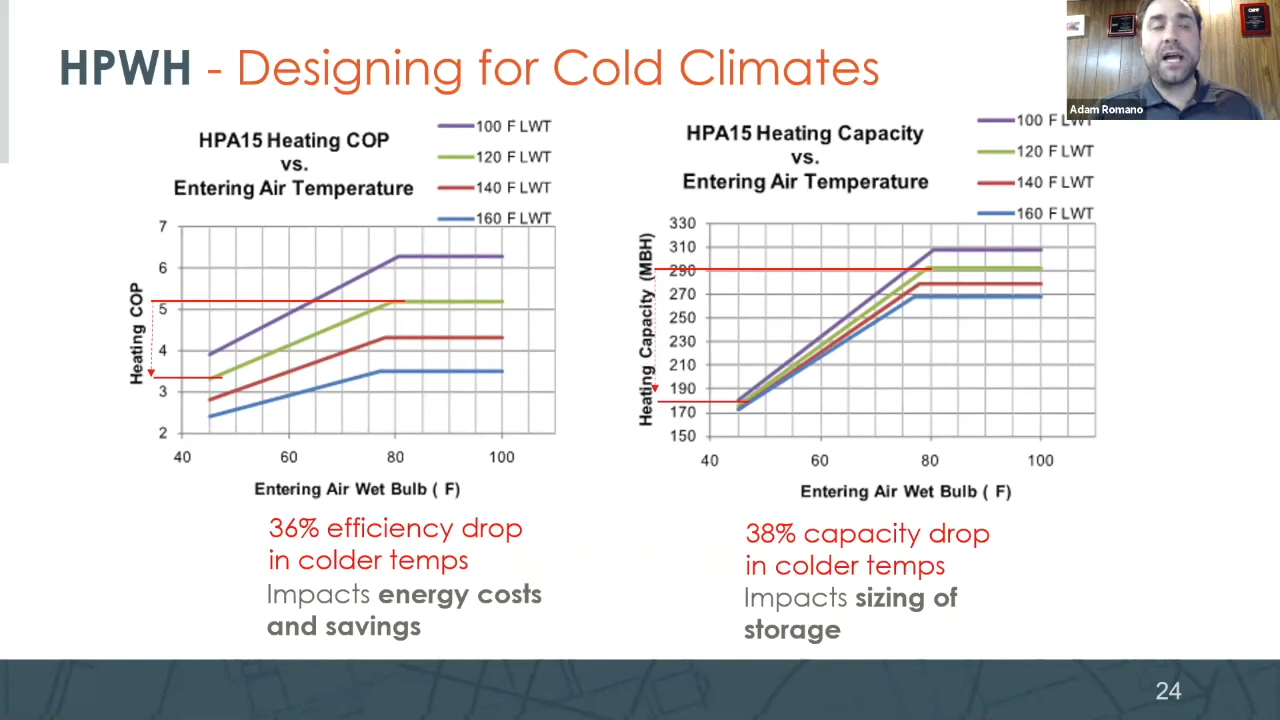 HPWH - Designing for Cold Climates
Adam Romano
HPA15 Heating COP
vs.
Entering Air Temperature
100 F LWT
120 F LWT
140 F LWT
160 F LWT
Heating COP
7
6
5
4
3
2
40
60
80
100
Entering Air Wet Bulb ( F)
36% efficiency drop
in colder temps
Impacts energy costs
and savings
HPA15 Heating Capacity
vs.
Entering Air Temperature
100 F LWT
120 F LWT
140 F LWT
160 F LWT
Heating Capacity (MBH)
330
310
290
270
250
230
210
190
170
150
40
60
80
100
Entering Air Wet Bulb ( F)
38% capacity drop
in colder temps
Impacts sizing of
storage
24